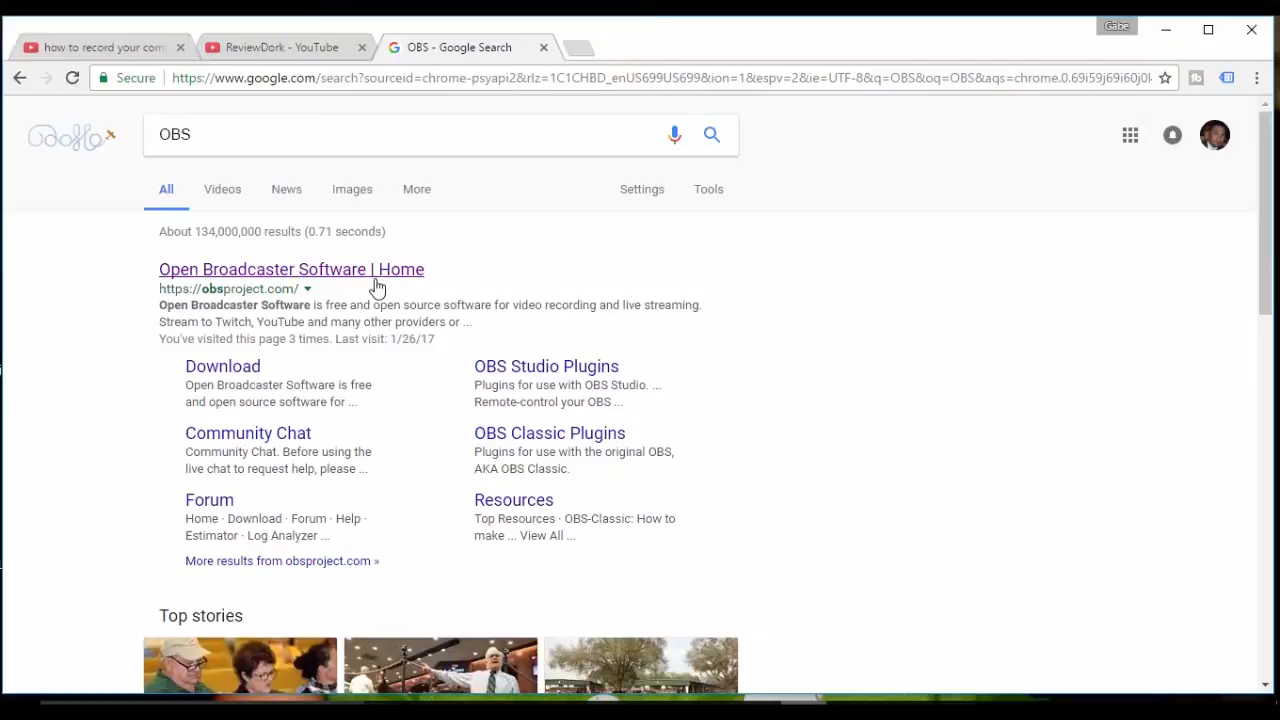 Gabe
how to record your com
ReviewDork - YouTube
OBS - Google Search
Secure
https://www.google.com/search?sourceid=chrome-psyapi2&rlz=1C1CHBD_enUS699US699&ion=1&espv=2&ie=UTF-8&q=OBS&oq=OBS&aqs=chrome.0.69i59j69i60j0l
OBS
All Videos News Images More Settings Tools
About 134,000,000 results (0.71 seconds)
Open Broadcaster Software | Home
https://obsproject.com/
Open Broadcaster Software is free and open source software for video recording and live streaming.
Stream to Twitch, YouTube and many other providers or ...
You've visited this page 3 times. Last visit: 1/26/17
Download
Open Broadcaster Software is free
and open source software for ...
OBS Studio Plugins
Plugins for use with OBS Studio. ...
Remote-control your OBS ...
Community Chat
Community Chat. Before using the
live chat to request help, please ...
OBS Classic Plugins
Plugins for use with the original OBS,
AKA OBS Classic.
Forum
Home · Download · Forum · Help ·
Estimator · Log Analyzer ...
Resources
Top Resources · OBS-Classic: How to
make ... View All ...
More results from obsproject.com »
Top stories